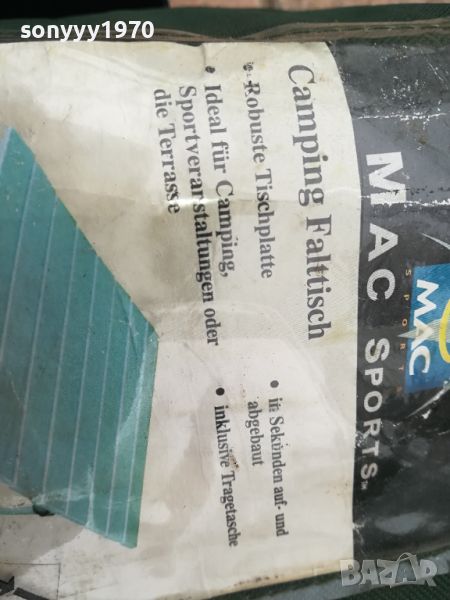 sonyyy1970
MAC SPORTS
MAC
SPORTS
Camping Falttisch
• Robuste Tischplatte
• Ideal für Camping,
Sportveranstaltungen oder
die Terrasse
• in Sekunden auf- und
abgebaut
• inklusive Tragetasche
BAZAR